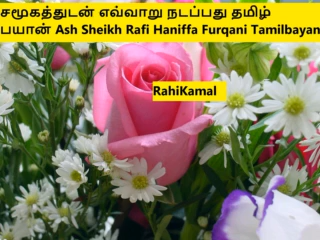 சமூகத்துடன் எவ்வாறு நடப்பது தமிழ்
பயான் Ash Sheikh Rafi Haniffa Furqani Tamilbayan
RahiKamal